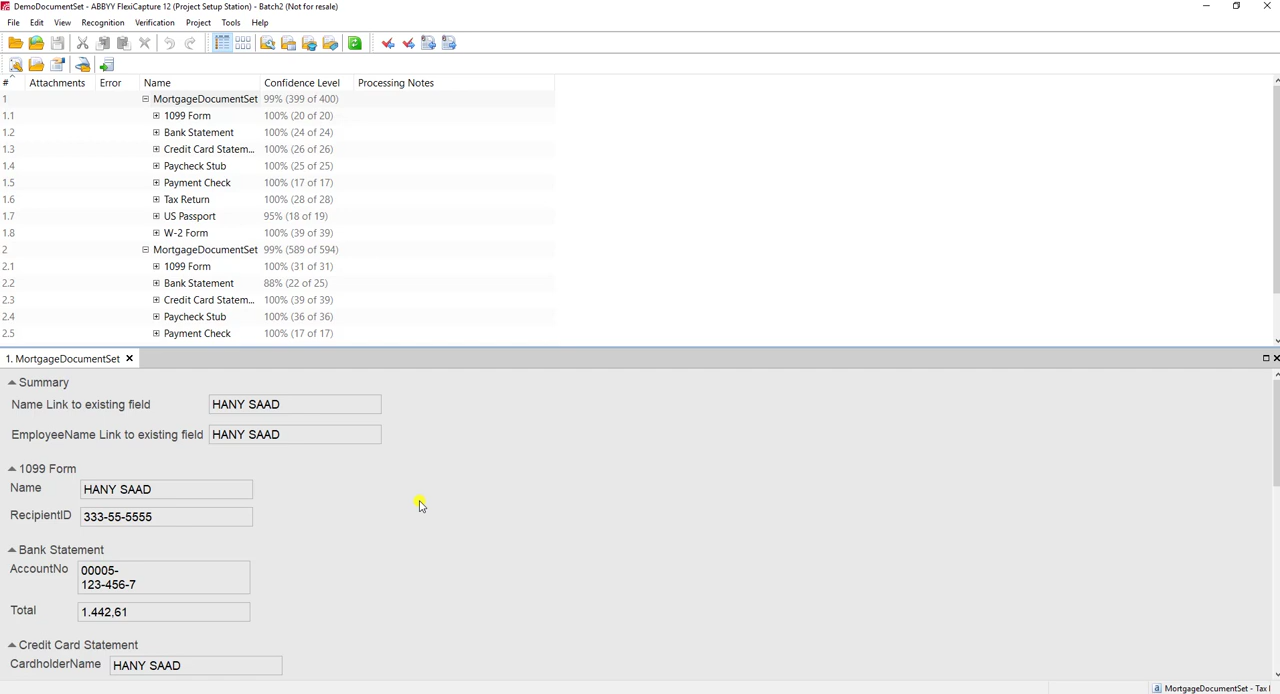 DemoDocumentSet - ABBYY FlexiCapture 12 (Project Setup Station) - Batch2 (Not for resale)
File Edit View Recognition Verification Project Tools Help
# Attachments Error Name Confidence Level Processing Notes
1 MortgageDocumentSet 99% (399 of 400)
1.1 1099 Form 100% (20 of 20)
1.2 Bank Statement 100% (24 of 24)
1.3 Credit Card Statem... 100% (26 of 26)
1.4 Paycheck Stub 100% (25 of 25)
1.5 Payment Check 100% (17 of 17)
1.6 Tax Return 100% (28 of 28)
1.7 US Passport 95% (18 of 19)
1.8 W-2 Form 100% (39 of 39)
2 MortgageDocumentSet 99% (589 of 594)
2.1 1099 Form 100% (31 of 31)
2.2 Bank Statement 88% (22 of 25)
2.3 Credit Card Statem... 100% (39 of 39)
2.4 Paycheck Stub 100% (36 of 36)
2.5 Payment Check 100% (17 of 17)
1. MortgageDocumentSet
Summary
Name Link to existing field HANY SAAD
EmployeeName Link to existing field HANY SAAD
1099 Form
Name HANY SAAD
RecipientID 333-55-5555
Bank Statement
AccountNo 00005-
123-456-7
Total 1.442,61
Credit Card Statement
CardholderName HANY SAAD
MortgageDocumentSet - Tax